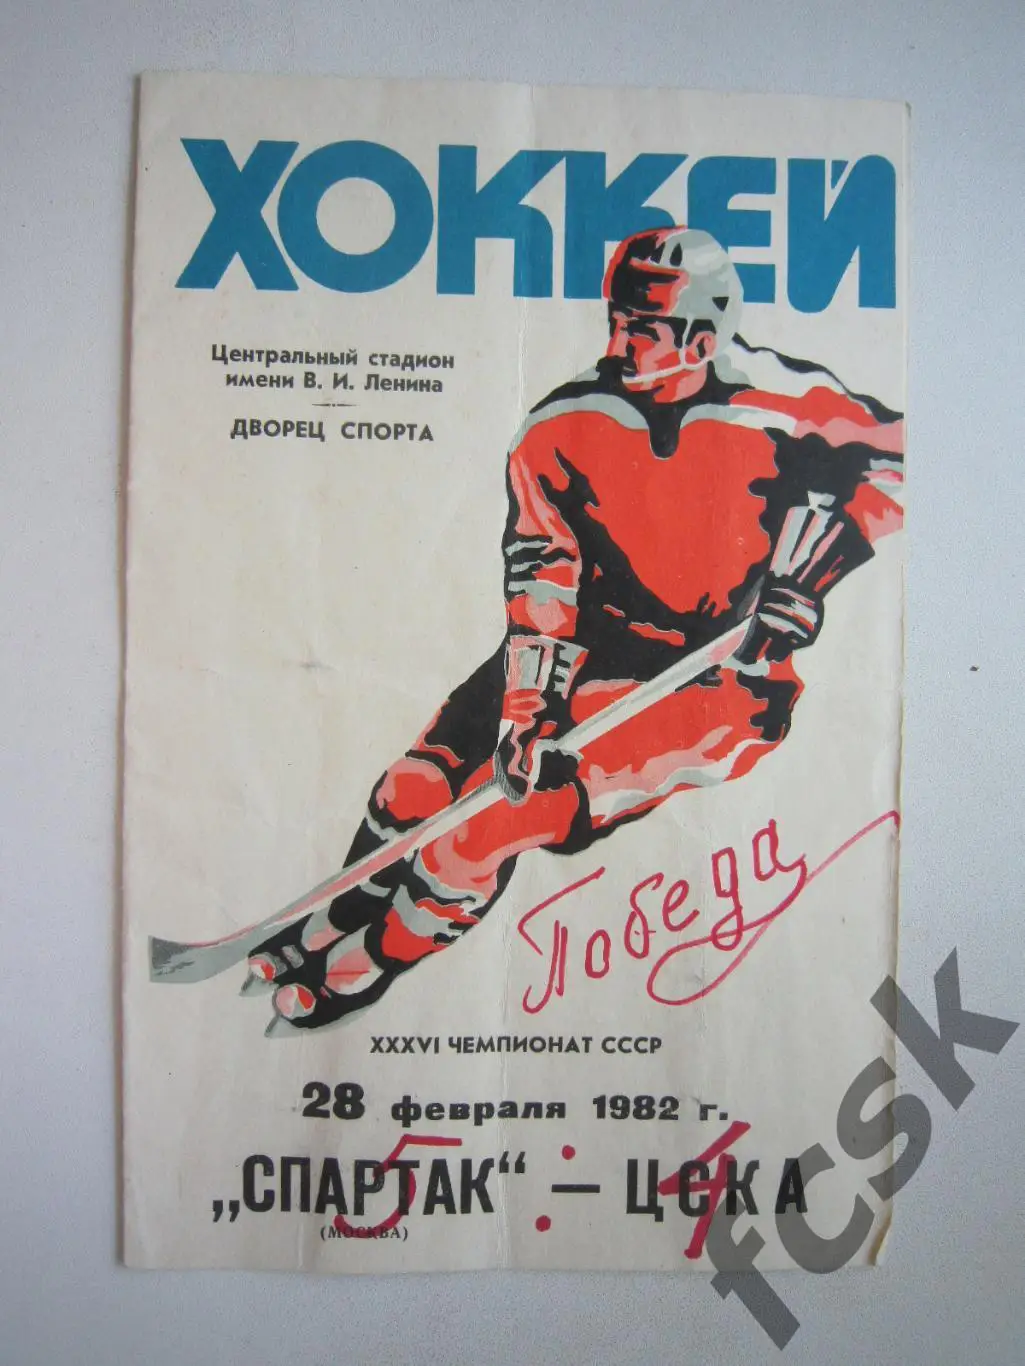 ХОККЕЙ
Центральный стадион
имени В. И. Ленина
ДВОРЕЦ СПОРТА
Победа
XXXVI ЧЕМПИОНАТ СССР
28 февраля 1982 г.
5 : 4
„СПАРТАК“ — ЦСКА
(МОСКВА)
fcsk